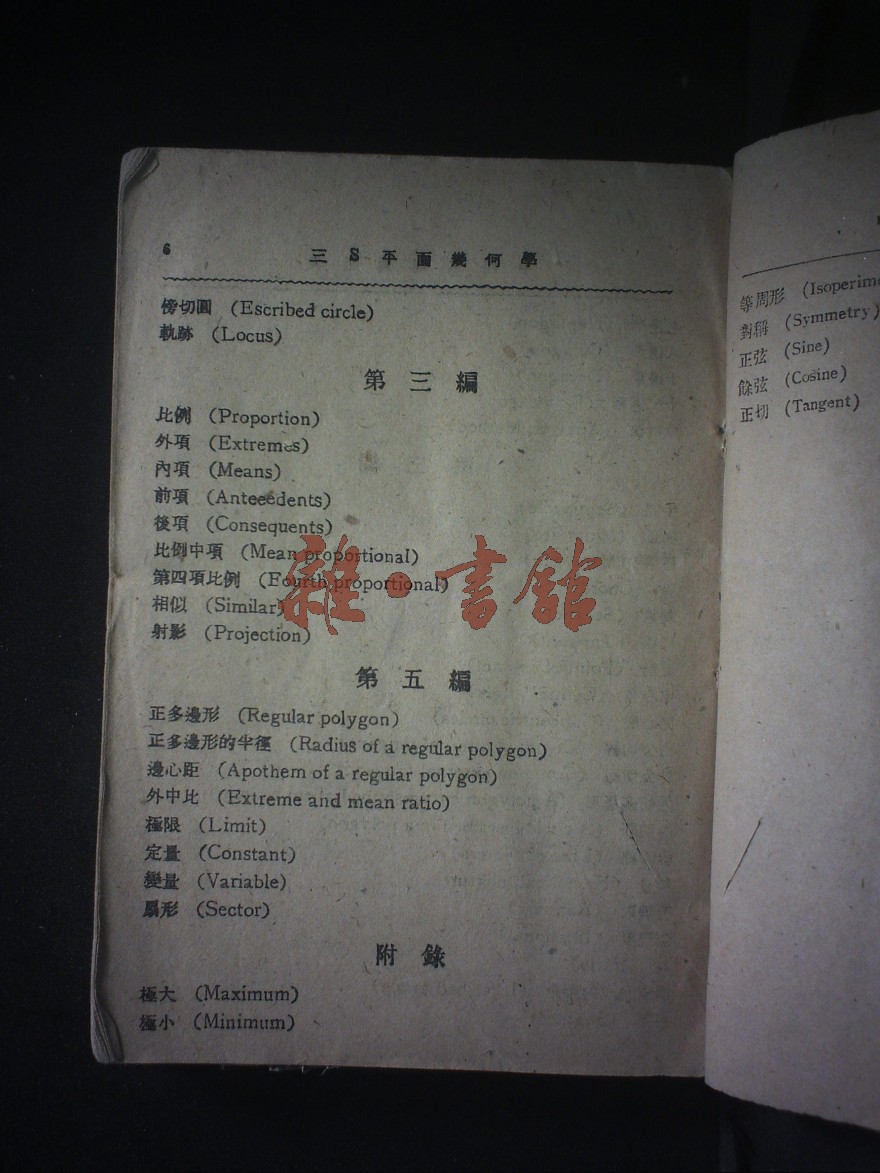 6
三 S 平 面 幾 何 學
傍切圓 (Escribed circle)
軌跡 (Locus)
第 三 編
比例 (Proportion)
外項 (Extremes)
內項 (Means)
前項 (Anteeedents)
後項 (Consequents)
比例中項 (Mean proportional)
第四項比例 (Fourth proportional)
相似 (Similar)
射影 (Projection)
雜·書館
第 五 編
正多邊形 (Regular polygon)
正多邊形的半徑 (Radius of a regular polygon)
邊心距 (Apothem of a regular polygon)
外中比 (Extreme and mean ratio)
極限 (Limit)
定量 (Constant)
變量 (Variable)
扇形 (Sector)
附 錄
極大 (Maximum)
極小 (Minimum)
等周形 (Isoperime
對稱 (Symmetry)
正弦 (Sine)
餘弦 (Cosine)
正切 (Tangent)